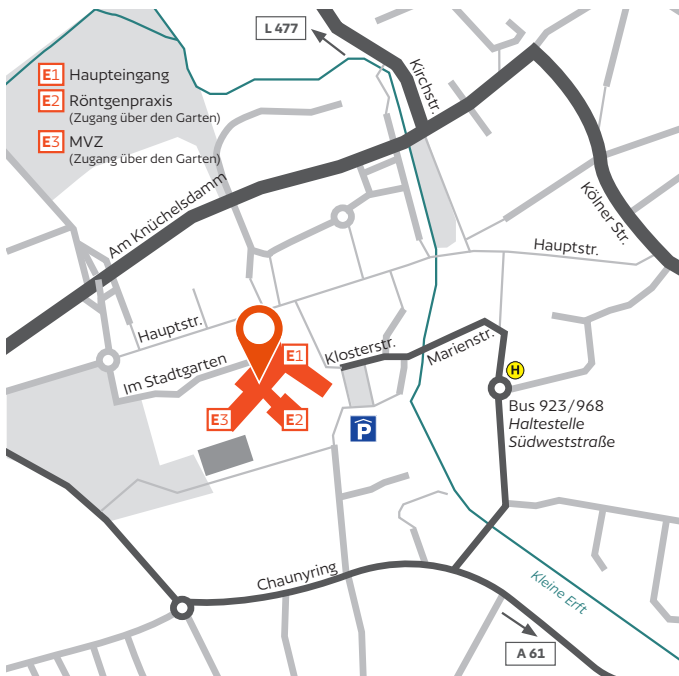 L 477
Kirchstr.
E1 Haupteingang
E2 Röntgenpraxis
(Zugang über den Garten)
E3 MVZ
(Zugang über den Garten)
Am Knüchelsdamm
Kölner Str.
Hauptstr.
Hauptstr.
Klosterstr.
Marienstr.
Im Stadtgarten
E1
E3
E2
P
H
Bus 923/968
Haltestelle
Südweststraße
Chaunyring
Kleine Erft
A 61